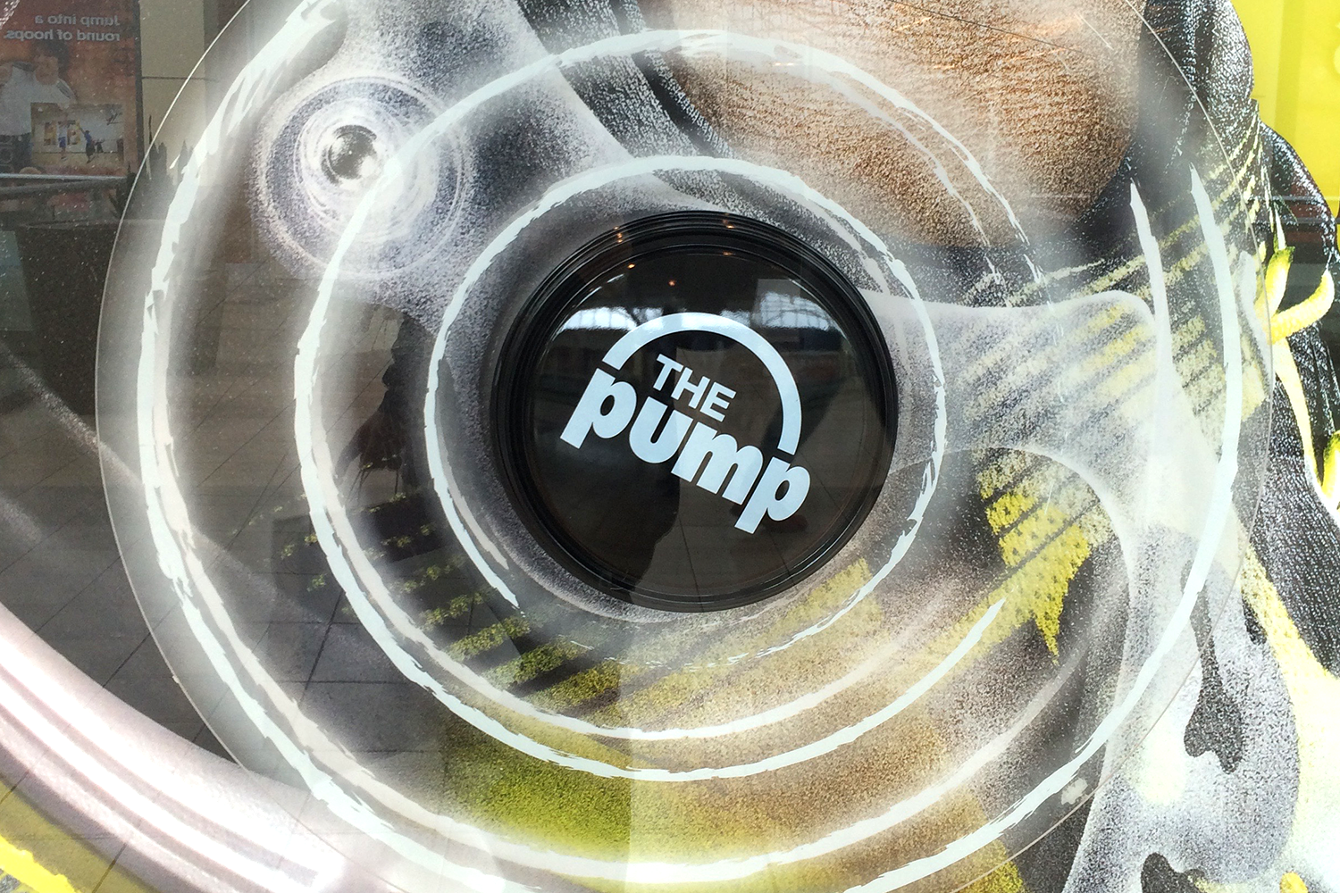 Jump into a
round of hoops.
THE
pump